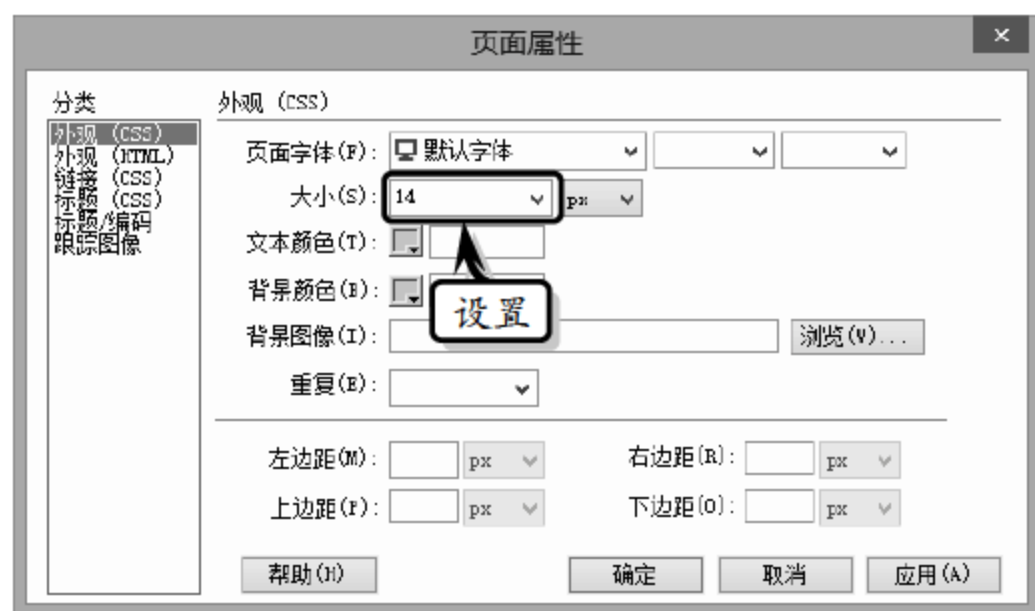 页面属性
×
分类
外观 (CSS)
外观 (HTML)
链接 (CSS)
标题 (CSS)
标题/编码
跟踪图像
外观 (CSS)
页面字体(F): 默认字体
大小(S): 14 px
文本颜色(T):
背景颜色(B):
设置
背景图像(I): 浏览(W)...
重复(E):
左边距(M): px 右边距(R): px
上边距(P): px 下边距(O): px
帮助(H) 确定 取消 应用(A)